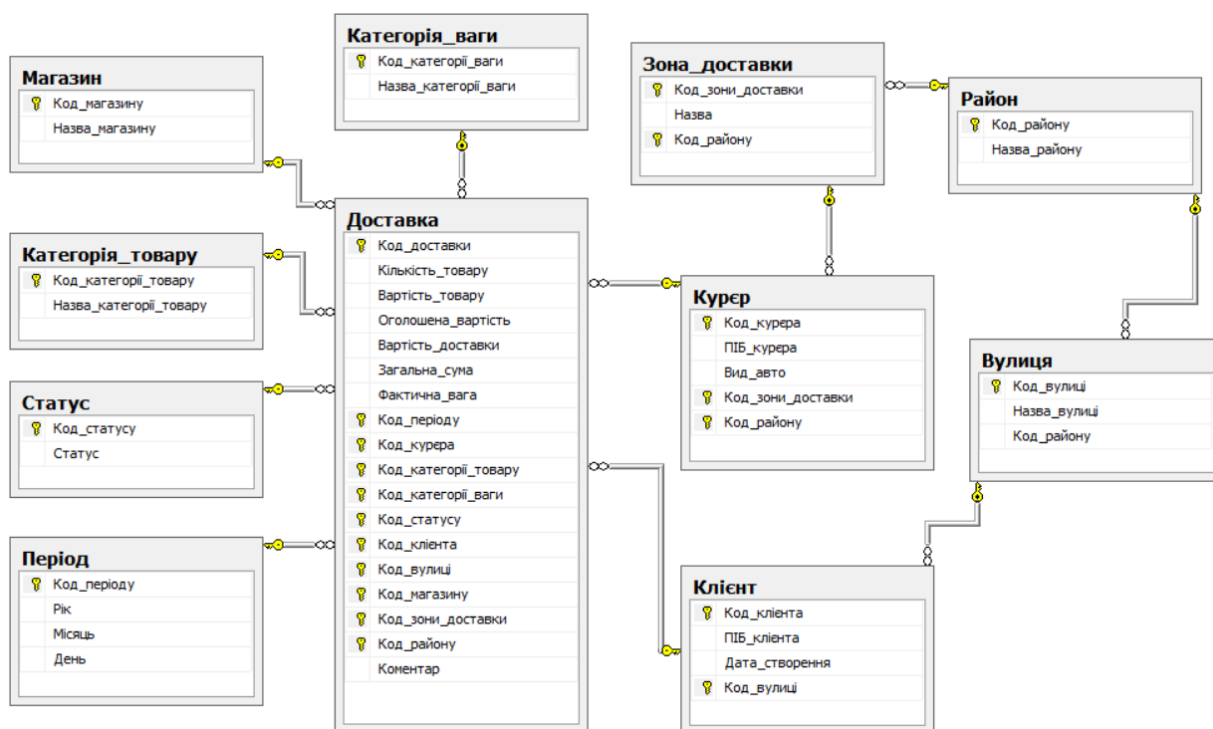 Категорія_ваги
Код_категорії_ваги
Назва_категорії_ваги
Магазин
Код_магазину
Назва_магазину
Зона_доставки
Код_зони_доставки
Назва
Код_району
Район
Код_району
Назва_району
Категорія_товару
Код_категорії_товару
Назва_категорії_товару
Доставка
Код_доставки
Кількість_товару
Вартість_товару
Оголошена_вартість
Вартість_доставки
Загальна_сума
Фактична_вага
Код_періоду
Код_курєра
Код_категорії_товару
Код_категорії_ваги
Код_статусу
Код_клієнта
Код_вулиці
Код_магазину
Код_зони_доставки
Код_району
Коментар
Курєр
Код_курєра
ПІБ_курєра
Вид_авто
Код_зони_доставки
Код_району
Вулиця
Код_вулиці
Назва_вулиці
Код_району
Статус
Код_статусу
Статус
Період
Код_періоду
Рік
Місяць
День
Клієнт
Код_клієнта
ПІБ_клієнта
Дата_створення
Код_вулиці